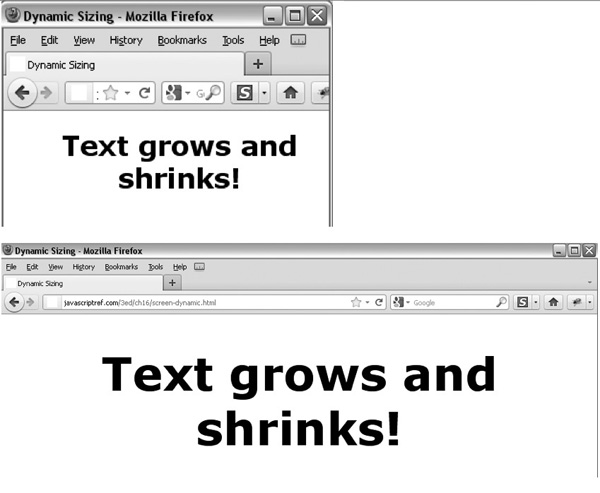 Dynamic Sizing - Mozilla Firefox
File Edit View History Bookmarks Tools Help
Dynamic Sizing +
: G S
Text grows and
shrinks!
Dynamic Sizing - Mozilla Firefox
File Edit View History Bookmarks Tools Help
Dynamic Sizing +
javascriptref.com/3ed/ch16/screen-dynamic.html Google S
Text grows and
shrinks!